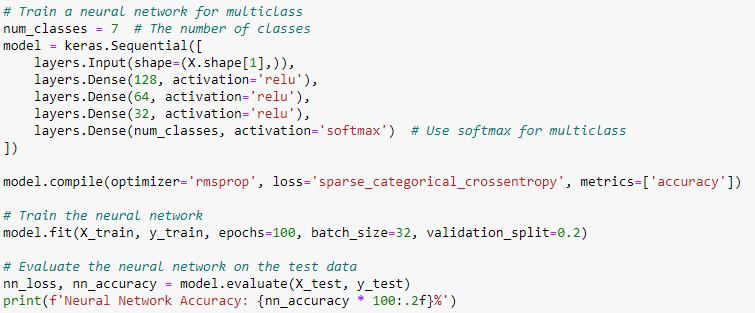 # Train a neural network for multiclass
num_classes = 7  # The number of classes
model = keras.Sequential([
    layers.Input(shape=(X.shape[1],)),
    layers.Dense(128, activation='relu'),
    layers.Dense(64, activation='relu'),
    layers.Dense(32, activation='relu'),
    layers.Dense(num_classes, activation='softmax')  # Use softmax for multiclass
])

model.compile(optimizer='rmsprop', loss='sparse_categorical_crossentropy', metrics=['accuracy'])

# Train the neural network
model.fit(X_train, y_train, epochs=100, batch_size=32, validation_split=0.2)

# Evaluate the neural network on the test data
nn_loss, nn_accuracy = model.evaluate(X_test, y_test)
print(f'Neural Network Accuracy: {nn_accuracy * 100:.2f}%')